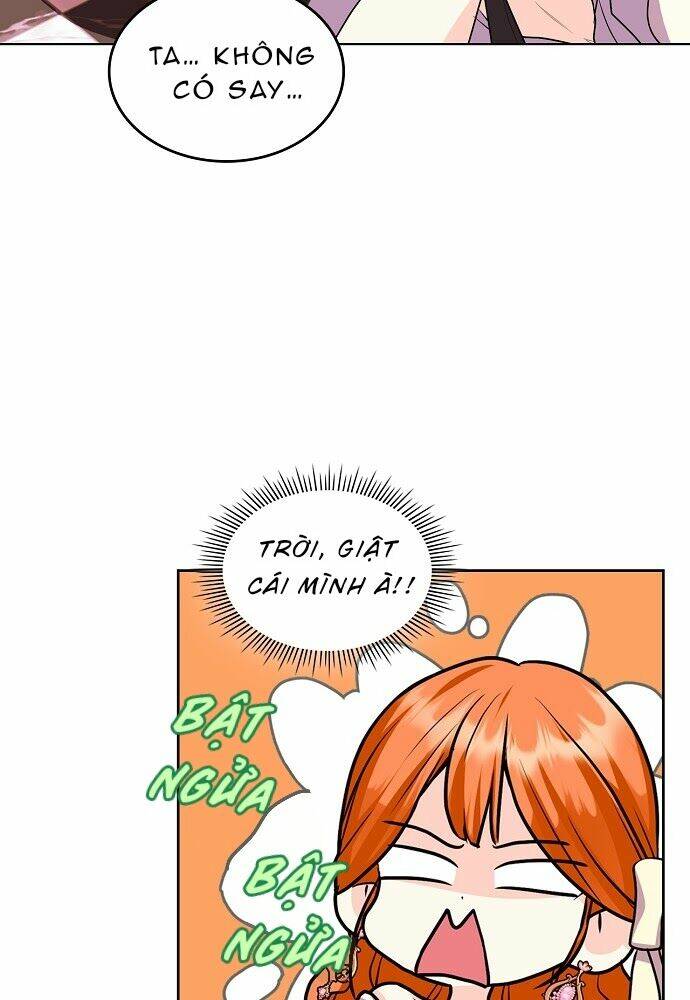 TA... KHÔNG
CÓ SAY...
TRỜI, GIẬT
CÁI MÌNH À!!
BẬT
NGỬA
BẬT
NGỬA